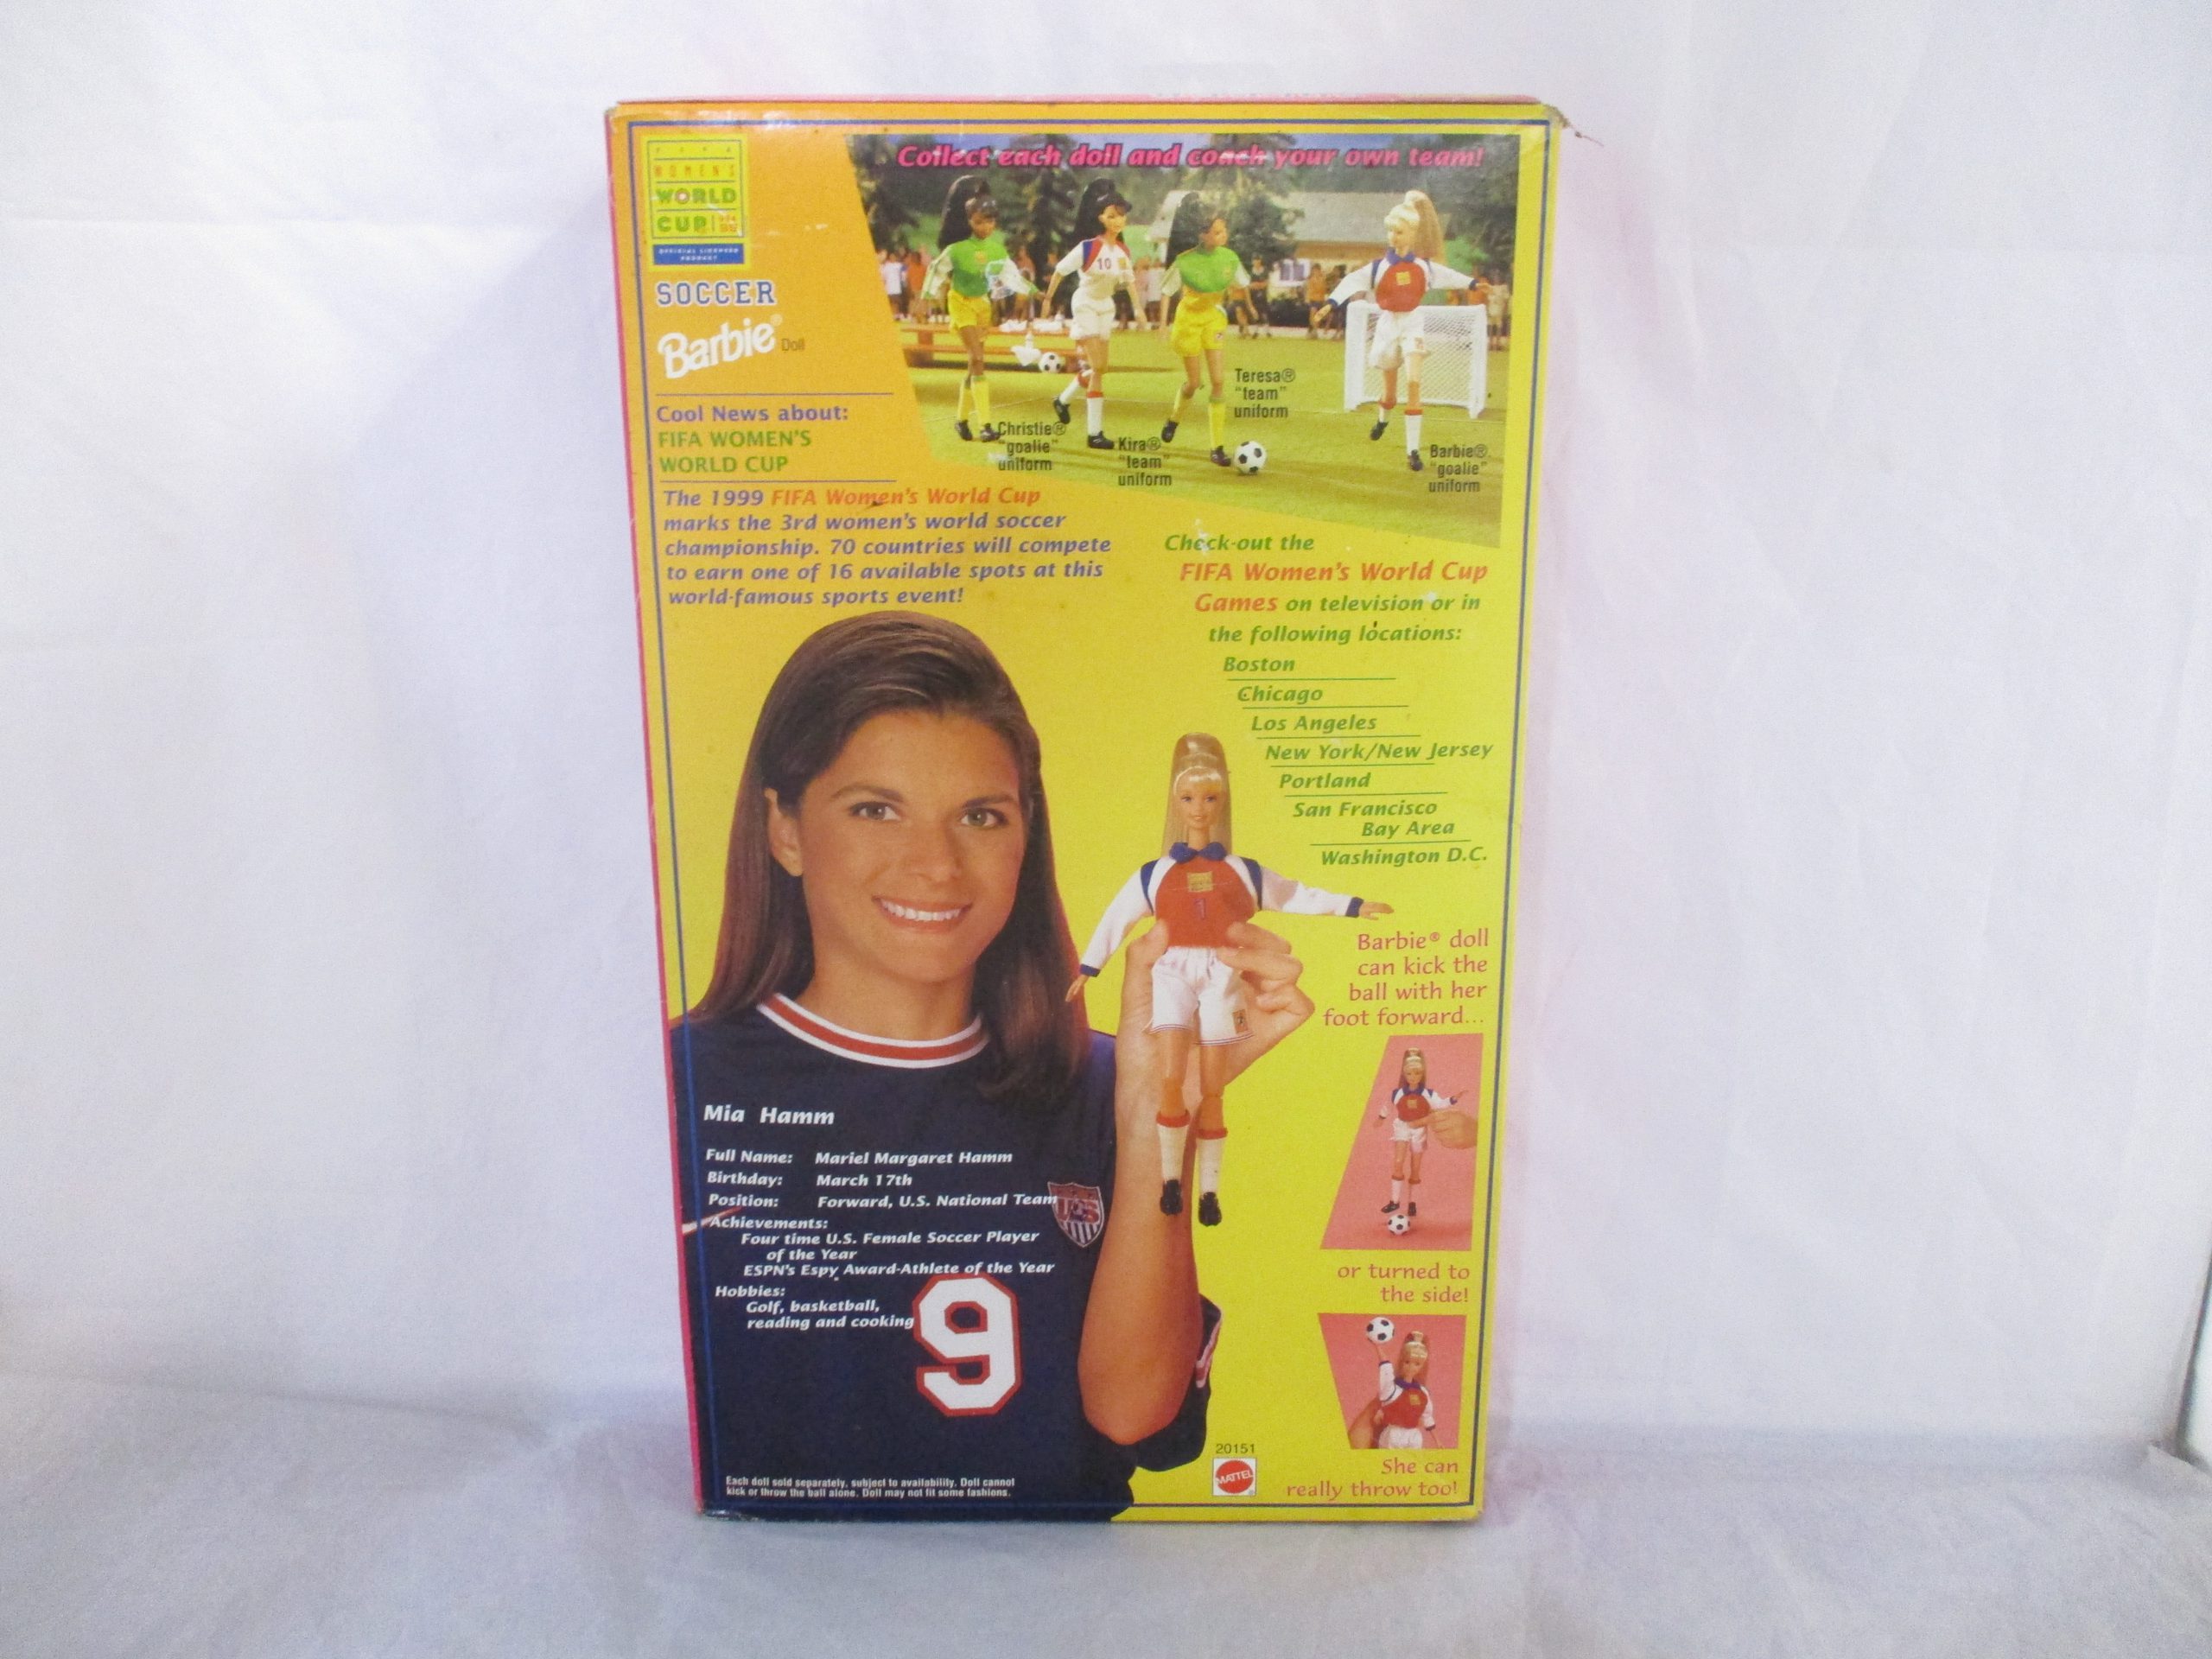 Collect each doll and coach your own team!
FIFA
WOMEN'S
WORLD
CUP
OFFICIAL LICENSED
PRODUCT
SOCCER
Barbie® Doll
10
Christie®
"goalie"
uniform
Kira®
"team"
uniform
Teresa®
"team"
uniform
Barbie®
"goalie"
uniform
Cool News about:
FIFA WOMEN'S
WORLD CUP
The 1999 FIFA Women's World Cup
marks the 3rd women's world soccer
championship. 70 countries will compete
to earn one of 16 available spots at this
world-famous sports event!
Check-out the
FIFA Women's World Cup
Games on television or in
the following locations:
Boston
Chicago
Los Angeles
New York/New Jersey
Portland
San Francisco
Bay Area
Washington D.C.
1
Barbie® doll
can kick the
ball with her
foot forward...
or turned to
the side!
She can
really throw too!
Mia Hamm
Full Name: Mariel Margaret Hamm
Birthday: March 17th
Position: Forward, U.S. National Team
US
Achievements:
Four time U.S. Female Soccer Player
of the Year
ESPN's Espy Award-Athlete of the Year
Hobbies:
Golf, basketball,
reading and cooking
9
Each doll sold separately, subject to availability. Doll cannot
kick or throw the ball alone. Doll may not fit some fashions.
20151
MATTEL